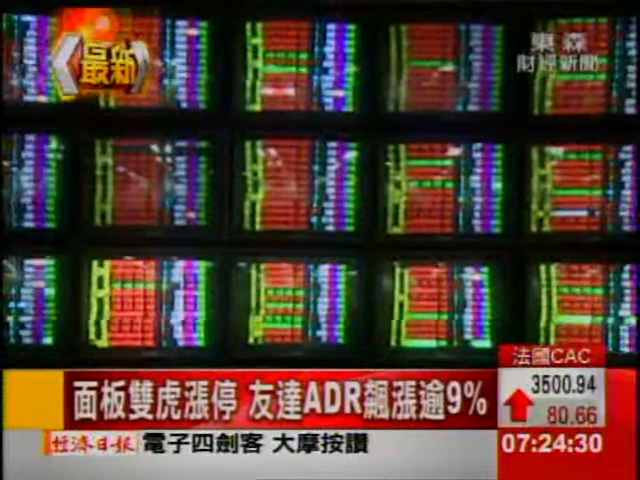 最新
東森
財經新聞
法國CAC
3500.94
80.66
面板雙虎漲停 友達ADR飆漲逾9%
經濟日報 電子四劍客 大摩按讚
07:24:30